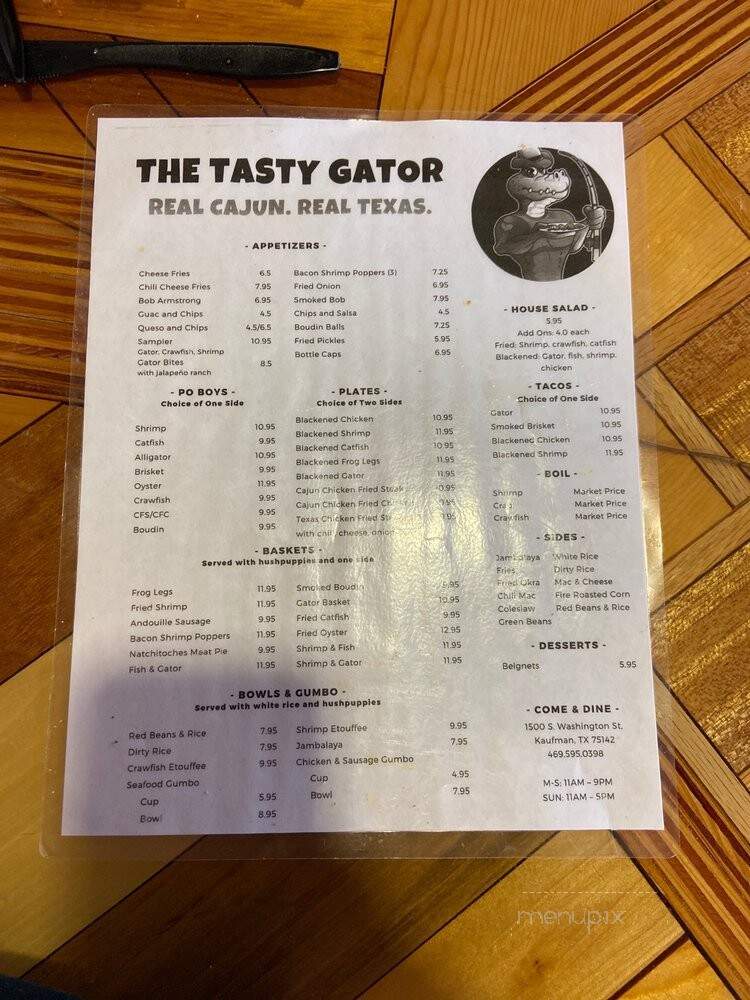 THE TASTY GATOR
REAL CAJUN. REAL TEXAS.
- APPETIZERS -
Cheese Fries 6.5
Chili Cheese Fries 7.95
Bob Armstrong 6.95
Guac and Chips 4.5
Queso and Chips 4.5/6.5
Sampler 10.95
Gator, Crawfish, Shrimp
Gator Bites 8.5
with jalapeño ranch
Bacon Shrimp Poppers (3) 7.25
Fried Onion 6.95
Smoked Bob 7.95
Chips and Salsa 4.5
Boudin Balls 7.25
Fried Pickles 5.95
Bottle Caps 6.95
- HOUSE SALAD -
5.95
Add Ons: 4.0 each
Fried: Shrimp, crawfish, catfish
Blackened: Gator, fish, shrimp,
chicken
- PO BOYS -
Choice of One Side
Shrimp 10.95
Catfish 9.95
Alligator 10.95
Brisket 9.95
Oyster 11.95
Crawfish 9.95
CFS/CFC 9.95
Boudin 9.95
- PLATES -
Choice of Two Sides
Blackened Chicken 10.95
Blackened Shrimp 11.95
Blackened Catfish 10.95
Blackened Frog Legs 11.95
Blackened Gator 11.95
Cajun Chicken Fried Steak
Cajun Chicken Fried
Texas Chicken Fried
with chili, cheese, onion
- TACOS -
Choice of One Side
Gator 10.95
Smoked Brisket 10.95
Blackened Chicken 10.95
Blackened Shrimp 11.95
- BOIL -
Shrimp Market Price
Crab Market Price
Crawfish Market Price
- SIDES -
Jambalaya White Rice
Fries Dirty Rice
Fried Okra Mac & Cheese
Chili Mac Fire Roasted Corn
Coleslaw Red Beans & Rice
Green Beans
- BASKETS -
Served with hushpuppies and one side
Frog Legs 11.95
Fried Shrimp 11.95
Andouille Sausage 9.95
Bacon Shrimp Poppers 11.95
Natchitoches Meat Pie 9.95
Fish & Gator 11.95
Smoked Boudin 9.95
Gator Basket 10.95
Fried Catfish 9.95
Fried Oyster 12.95
Shrimp & Fish 11.95
Shrimp & Gator 11.95
- DESSERTS -
Beignets 5.95
- BOWLS & GUMBO -
Served with white rice and hushpuppies
Red Beans & Rice 7.95
Dirty Rice 7.95
Crawfish Etouffee 9.95
Seafood Gumbo
Cup 5.95
Bowl 8.95
Shrimp Etouffee 9.95
Jambalaya 7.95
Chicken & Sausage Gumbo
Cup 4.95
Bowl 7.95
- COME & DINE -
1500 S. Washington St,
Kaufman, TX 75142
469.595.0398
M-S: 11AM – 9PM
SUN: 11AM – 5PM
menupix